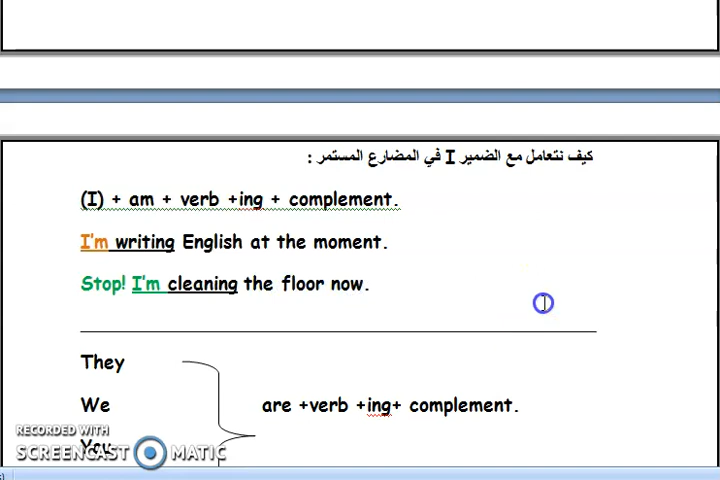 كيف نتعامل مع الضمير I في المضارع المستمر :
(I) + am + verb +ing + complement.
I'm writing English at the moment.
Stop! I'm cleaning the floor now.
They
We
are +verb +ing+ complement.
You
RECORDED WITH
SCREENCAST MATIC